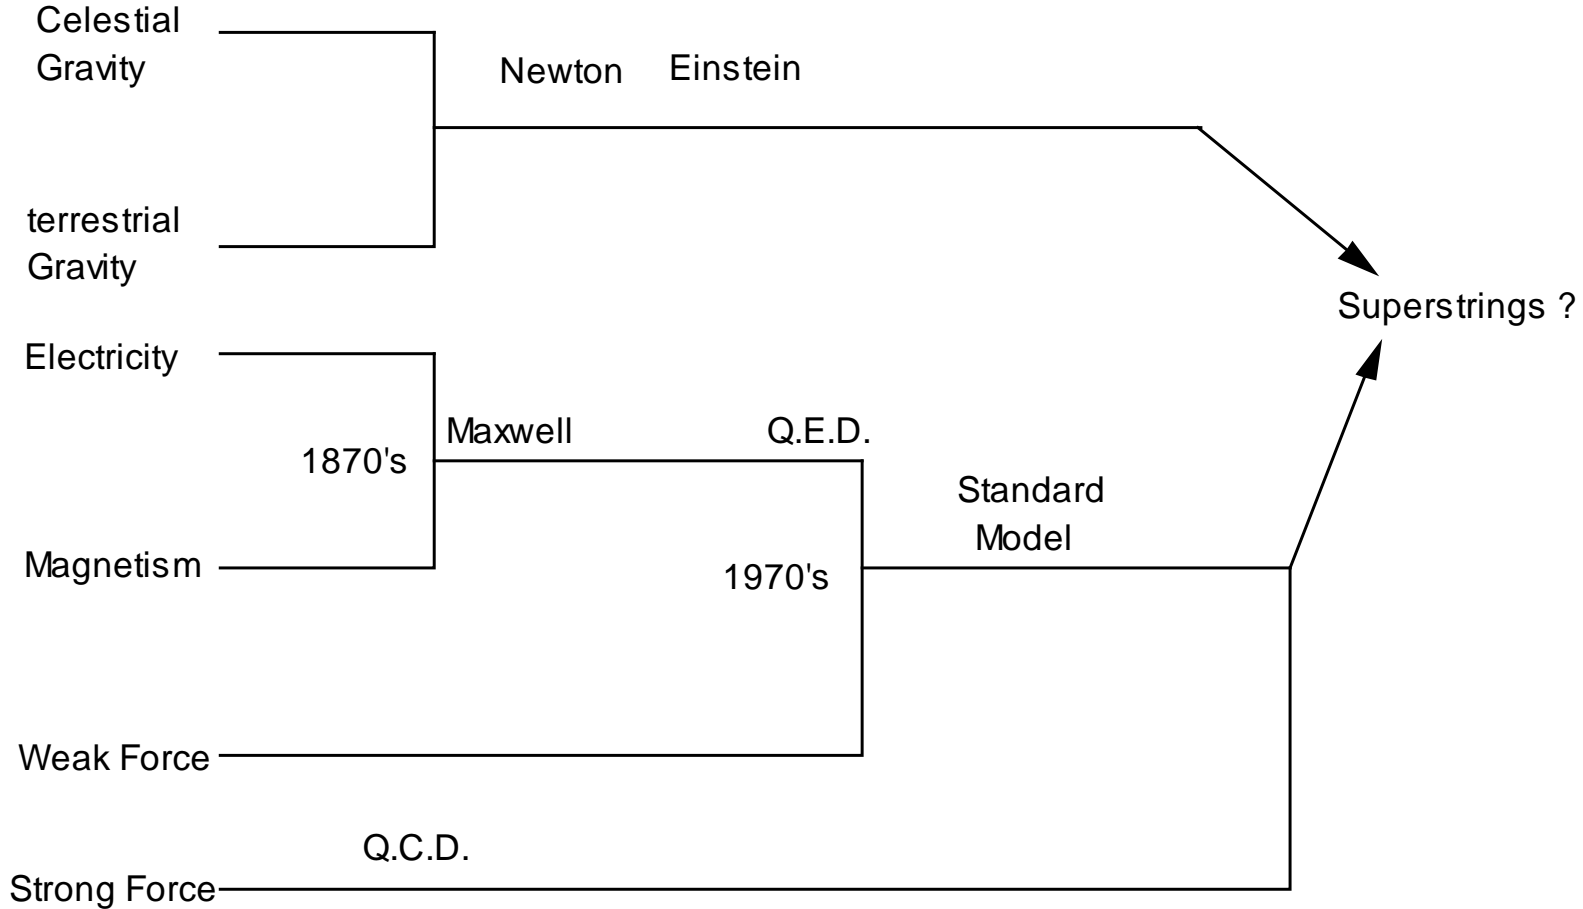 Celestial
Gravity
Newton
Einstein
terrestrial
Gravity
Superstrings ?
Electricity
Maxwell
Q.E.D.
1870's
Standard
Model
Magnetism
1970's
Weak Force
Q.C.D.
Strong Force